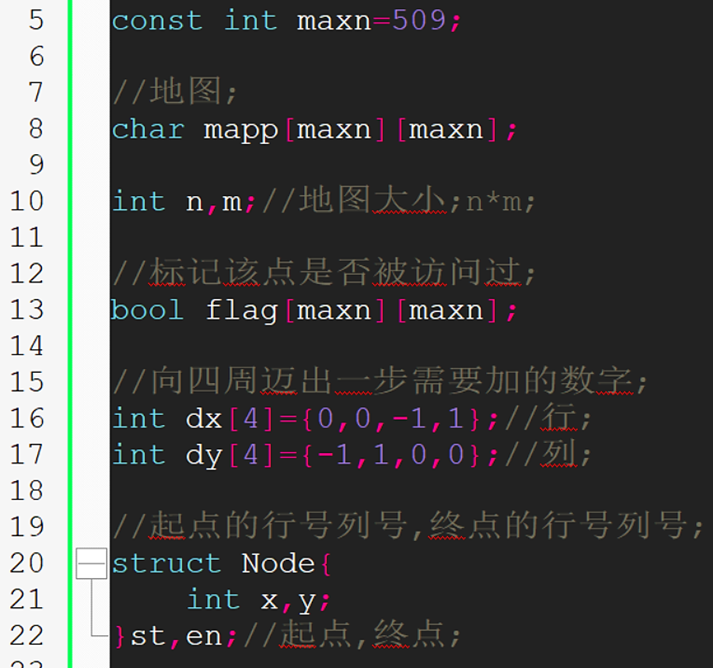 5 const int maxn=509;
6
7 //地图;
8 char mapp[maxn][maxn];
9
10 int n,m;//地图大小;n*m;
11
12 //标记该点是否被访问过;
13 bool flag[maxn][maxn];
14
15 //向四周迈出一步需要加的数字;
16 int dx[4]={0,0,-1,1};//行;
17 int dy[4]={-1,1,0,0};//列;
18
19 //起点的行号列号,终点的行号列号;
20 struct Node{
21     int x,y;
22 }st,en;//起点,终点;